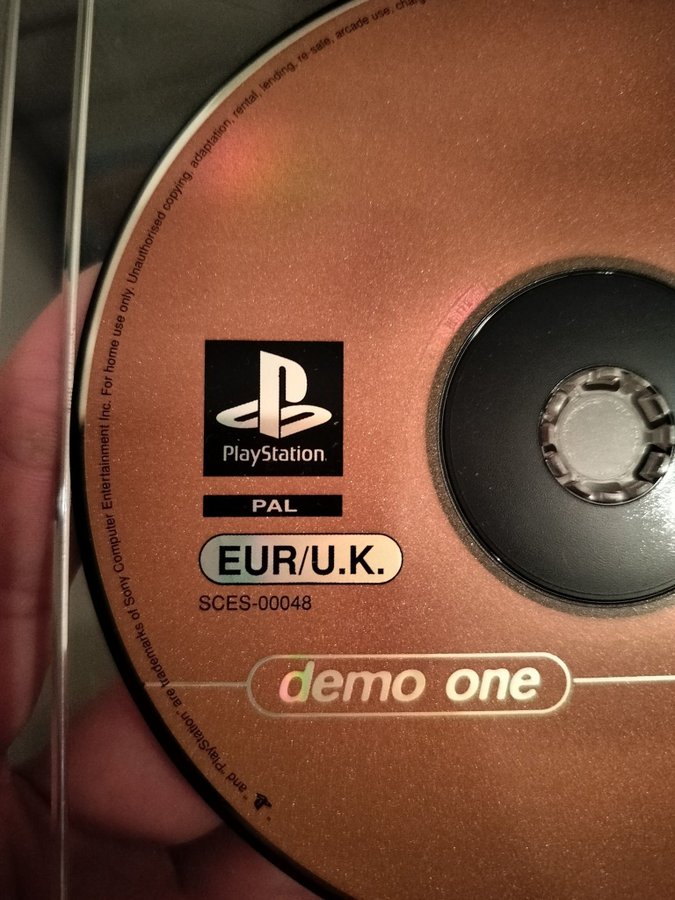 PlayStation
PAL
EUR/U.K.
SCES-00048
demo one
" and "PlayStation" are trademarks of Sony Computer Entertainment Inc. For home use only. Unauthorised copying, adaptation, rental, lending, re-sale, arcade use,